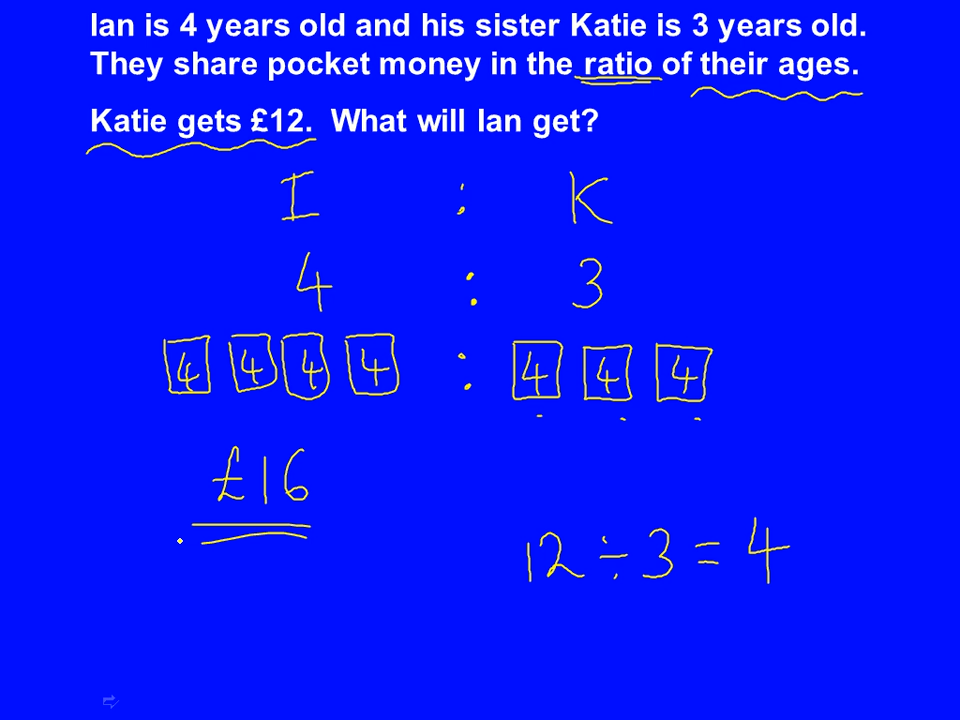 Ian is 4 years old and his sister Katie is 3 years old.
They share pocket money in the ratio of their ages.
Katie gets £12.  What will Ian get?
I : K
4 : 3
4 4 4 4 : 4 4 4
£16
12 ÷ 3 = 4